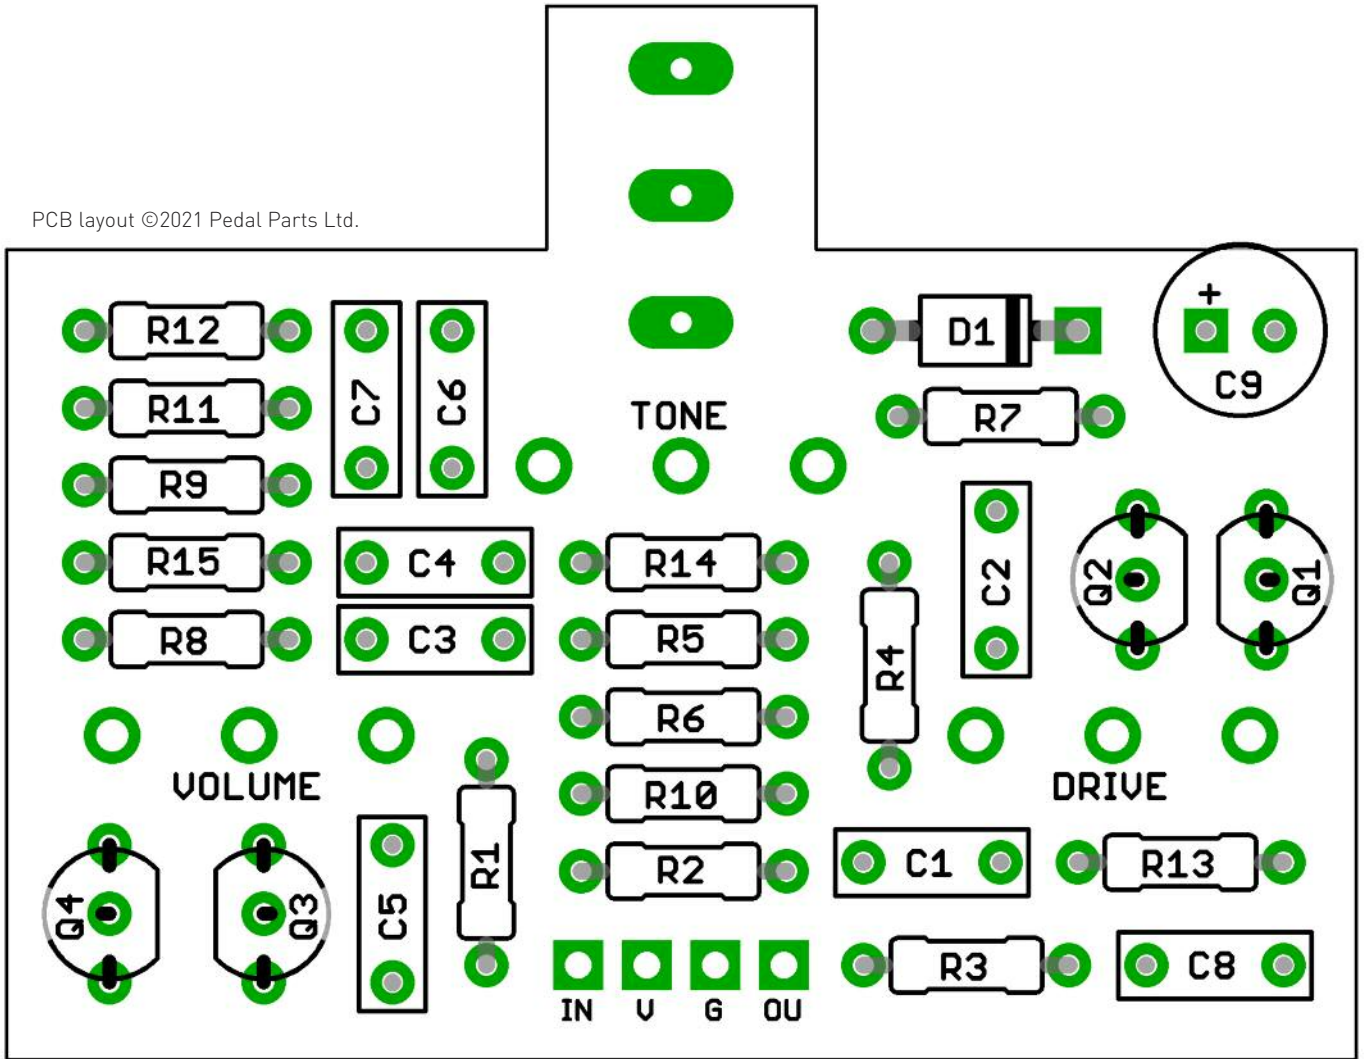 PCB layout ©2021 Pedal Parts Ltd.
+
R12
C7
C6
D1
C9
R11
TONE
R7
R9
R15
C4
R14
C2
Q2
Q1
R8
C3
R5
R4
R6
VOLUME
R10
DRIVE
R1
R2
C1
R13
Q4
Q3
C5
R3
C8
IN V G OU